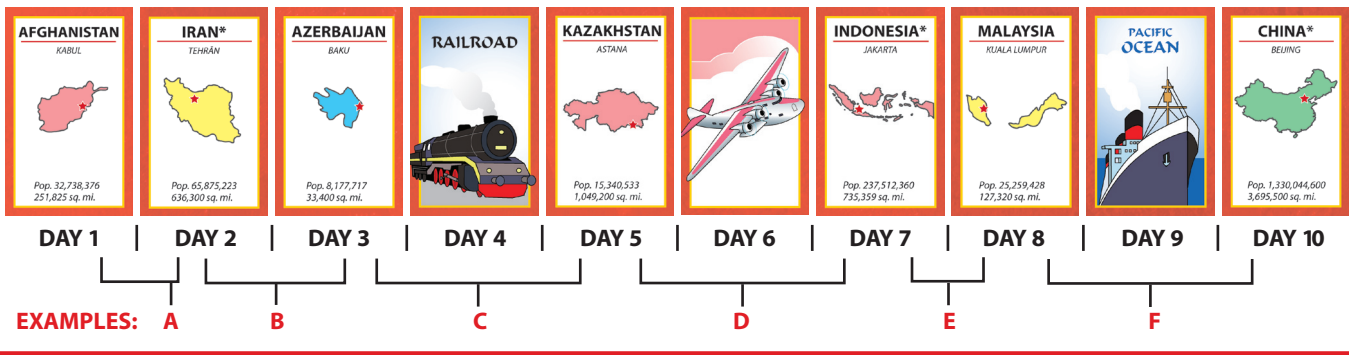 AFGHANISTAN
KABUL
Pop. 32,738,376
251,825 sq. mi.
IRAN*
TEHRĀN
Pop. 65,875,223
636,300 sq. mi.
AZERBAIJAN
BAKU
Pop. 8,177,717
33,400 sq. mi.
RAILROAD
KAZAKHSTAN
ASTANA
Pop. 15,340,533
1,049,200 sq. mi.
INDONESIA*
JAKARTA
Pop. 237,512,360
735,359 sq. mi.
MALAYSIA
KUALA LUMPUR
Pop. 25,259,428
127,320 sq. mi.
PACIFIC
OCEAN
CHINA*
BEIJING
Pop. 1,330,044,600
3,695,500 sq. mi.
DAY 1 | DAY 2 | DAY 3 | DAY 4 | DAY 5 | DAY 6 | DAY 7 | DAY 8 | DAY 9 | DAY 10
EXAMPLES: A B C D E F